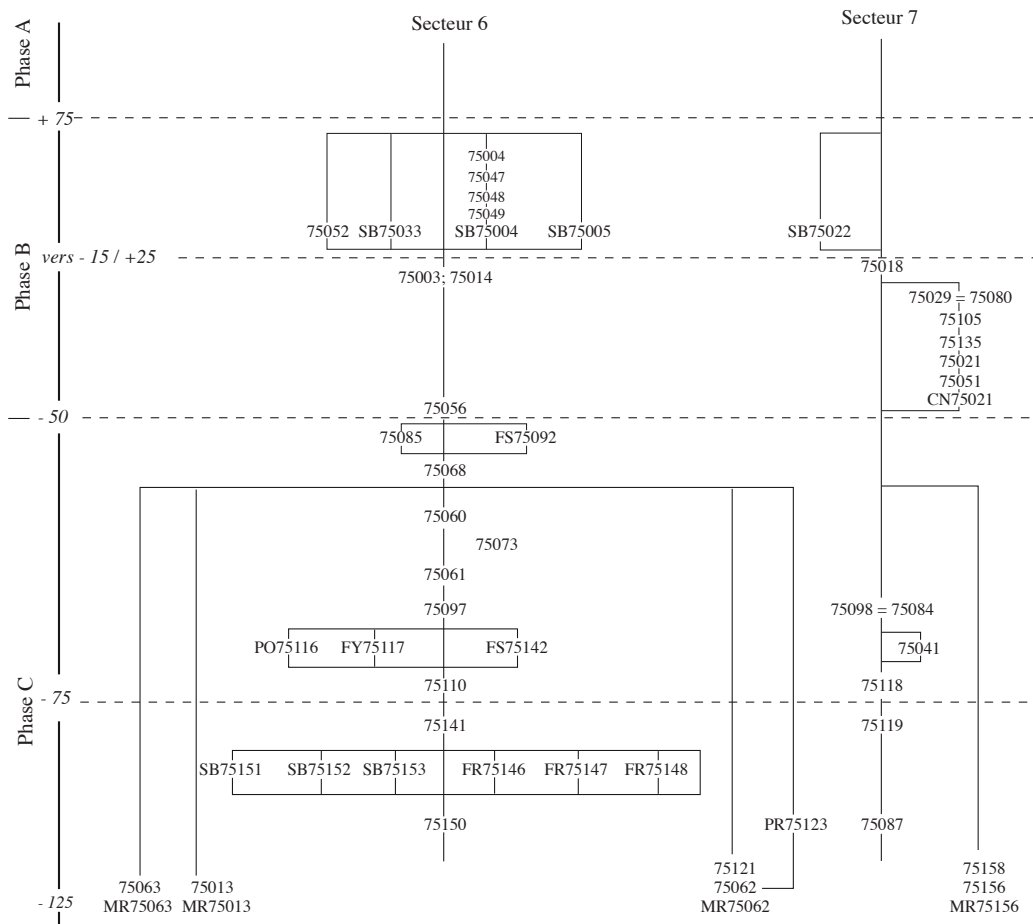 Secteur 6
Secteur 7
Phase A
+ 75
75004
75047
75048
75049
75052 SB75033 SB75004 SB75005 SB75022
Phase B
vers - 15 / +25
75003; 75014
75018
75029 = 75080
75105
75135
75021
75051
CN75021
- 50
75056
75085 FS75092
75068
75060
75073
75061
75097 75098 = 75084
PO75116 FY75117 FS75142 75041
75110 75118
Phase C
- 75
75141 75119
SB75151 SB75152 SB75153 FR75146 FR75147 FR75148
75150 PR75123 75087
75121 75158
75063 75013 75062 75156
- 125 MR75063 MR75013 MR75062 MR75156